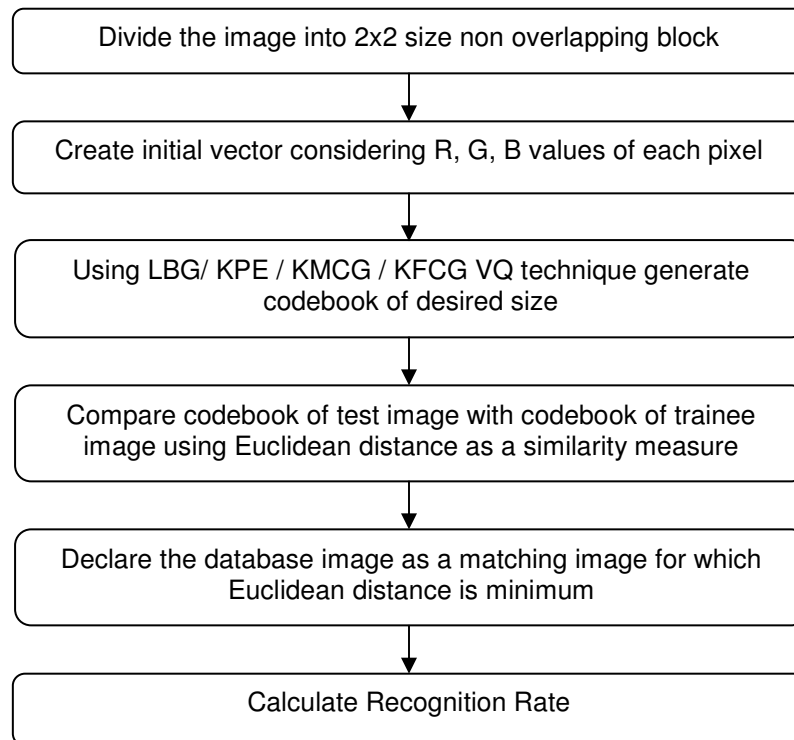 Divide the image into 2x2 size non overlapping block
Create initial vector considering R, G, B values of each pixel
Using LBG/ KPE / KMCG / KFCG VQ technique generate
codebook of desired size
Compare codebook of test image with codebook of trainee
image using Euclidean distance as a similarity measure
Declare the database image as a matching image for which
Euclidean distance is minimum
Calculate Recognition Rate